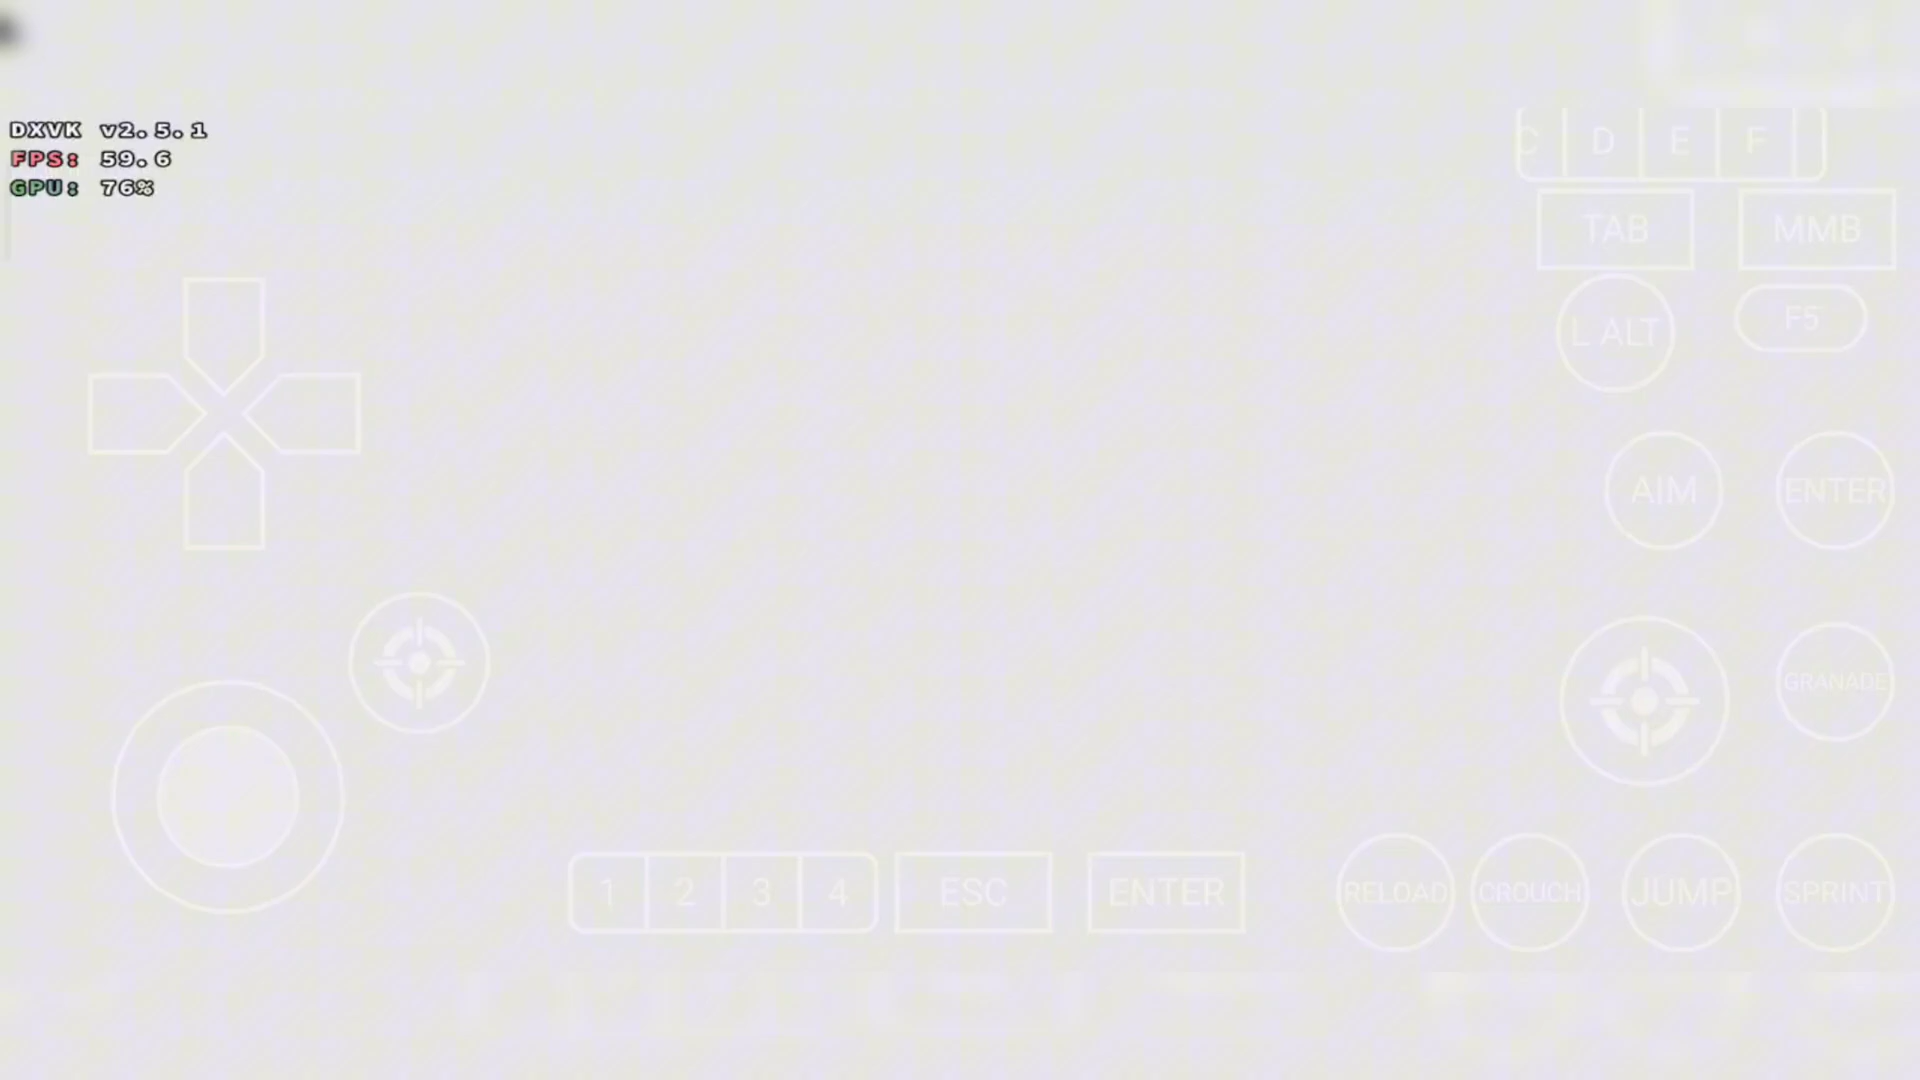 DXVK v2.5.1
FPS: 59.6
GPU: 76%
C D E F
TAB MMB
L ALT F5
AIM ENTER
GRANADE
1 2 3 4 ESC ENTER RELOAD CROUCH JUMP SPRINT